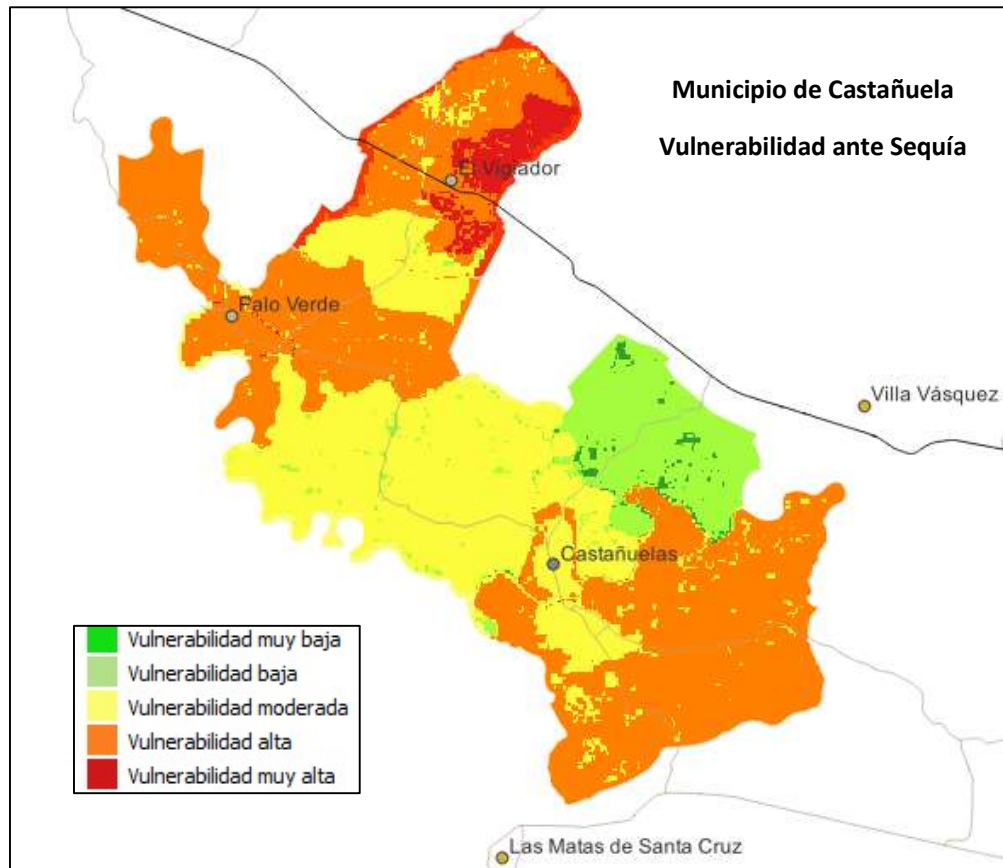 Municipio de Castañuela
Vulnerabilidad ante Sequía
El Vigiador
Palo Verde
Villa Vásquez
Castañuelas
Vulnerabilidad muy baja
Vulnerabilidad baja
Vulnerabilidad moderada
Vulnerabilidad alta
Vulnerabilidad muy alta
Las Matas de Santa Cruz